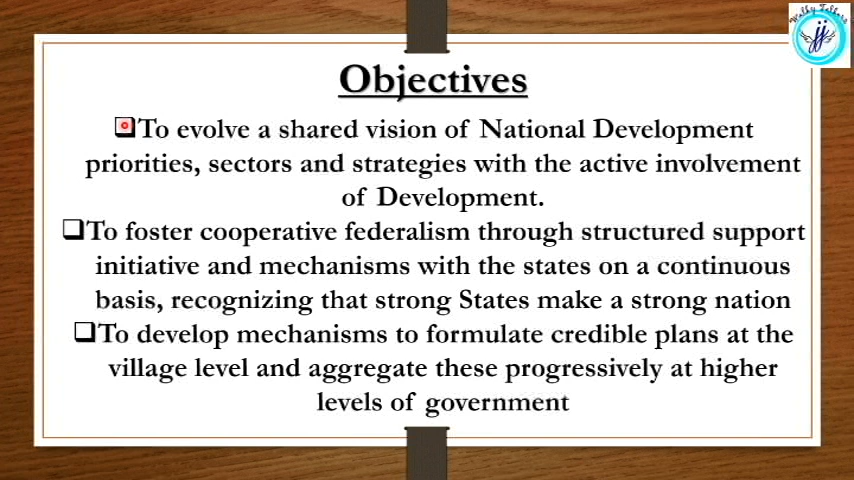 Walky Talkers
jj
Objectives
To evolve a shared vision of National Development
priorities, sectors and strategies with the active involvement
of Development.
To foster cooperative federalism through structured support
initiative and mechanisms with the states on a continuous
basis, recognizing that strong States make a strong nation
To develop mechanisms to formulate credible plans at the
village level and aggregate these progressively at higher
levels of government